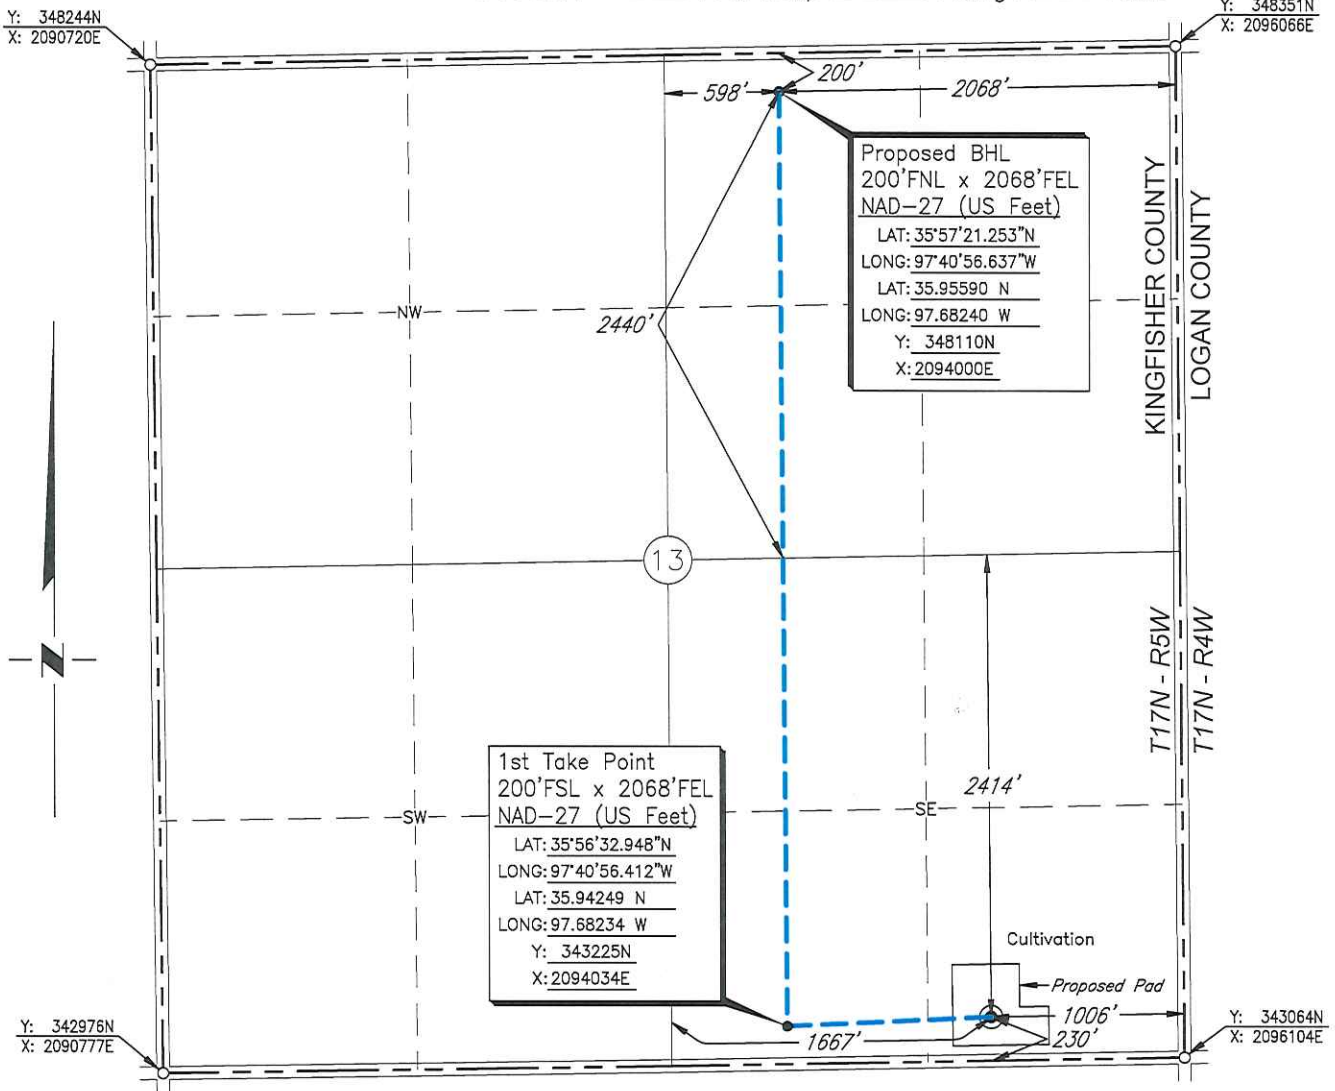 Y: 348244N
X: 2090720E
Y: 348351N
X: 2096066E
200'
598'
2068'
Proposed BHL
200'FNL x 2068'FEL
NAD-27 (US Feet)
LAT: 35°57'21.253"N
LONG: 97°40'56.637"W
LAT: 35.95590 N
LONG: 97.68240 W
Y: 348110N
X: 2094000E
KINGFISHER COUNTY
LOGAN COUNTY
NW
2440'
13
N
T17N - R5W
T17N - R4W
1st Take Point
200'FSL x 2068'FEL
NAD-27 (US Feet)
LAT: 35°56'32.948"N
LONG: 97°40'56.412"W
LAT: 35.94249 N
LONG: 97.68234 W
Y: 343225N
X: 2094034E
2414'
SW
SE
Cultivation
Proposed Pad
1006'
1667'
230'
Y: 342976N
X: 2090777E
Y: 343064N
X: 2096104E